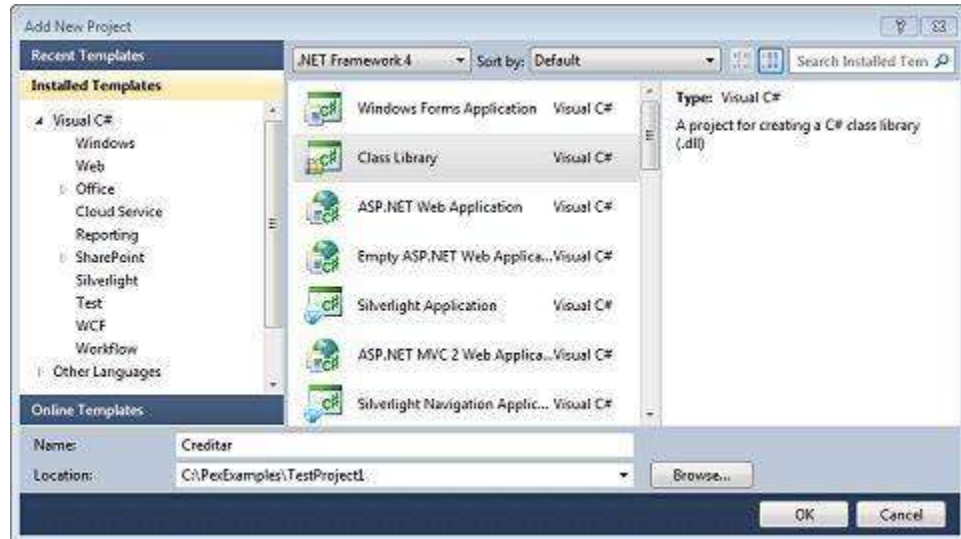 Add New Project
Recent Templates
Installed Templates
Visual C#
Windows
Web
Office
Cloud Service
Reporting
SharePoint
Silverlight
Test
WCF
Workflow
Other Languages
Online Templates
.NET Framework 4
Sort by: Default
Search Installed Tem
Windows Forms Application Visual C#
Class Library Visual C#
ASP.NET Web Application Visual C#
Empty ASP.NET Web Applica... Visual C#
Silverlight Application Visual C#
ASP.NET MVC 2 Web Applica... Visual C#
Silverlight Navigation Applic... Visual C#
Type: Visual C#
A project for creating a C# class library
(.dll)
Name: Creditar
Location: C:\PexExamples\TestProject1
Browse...
OK Cancel